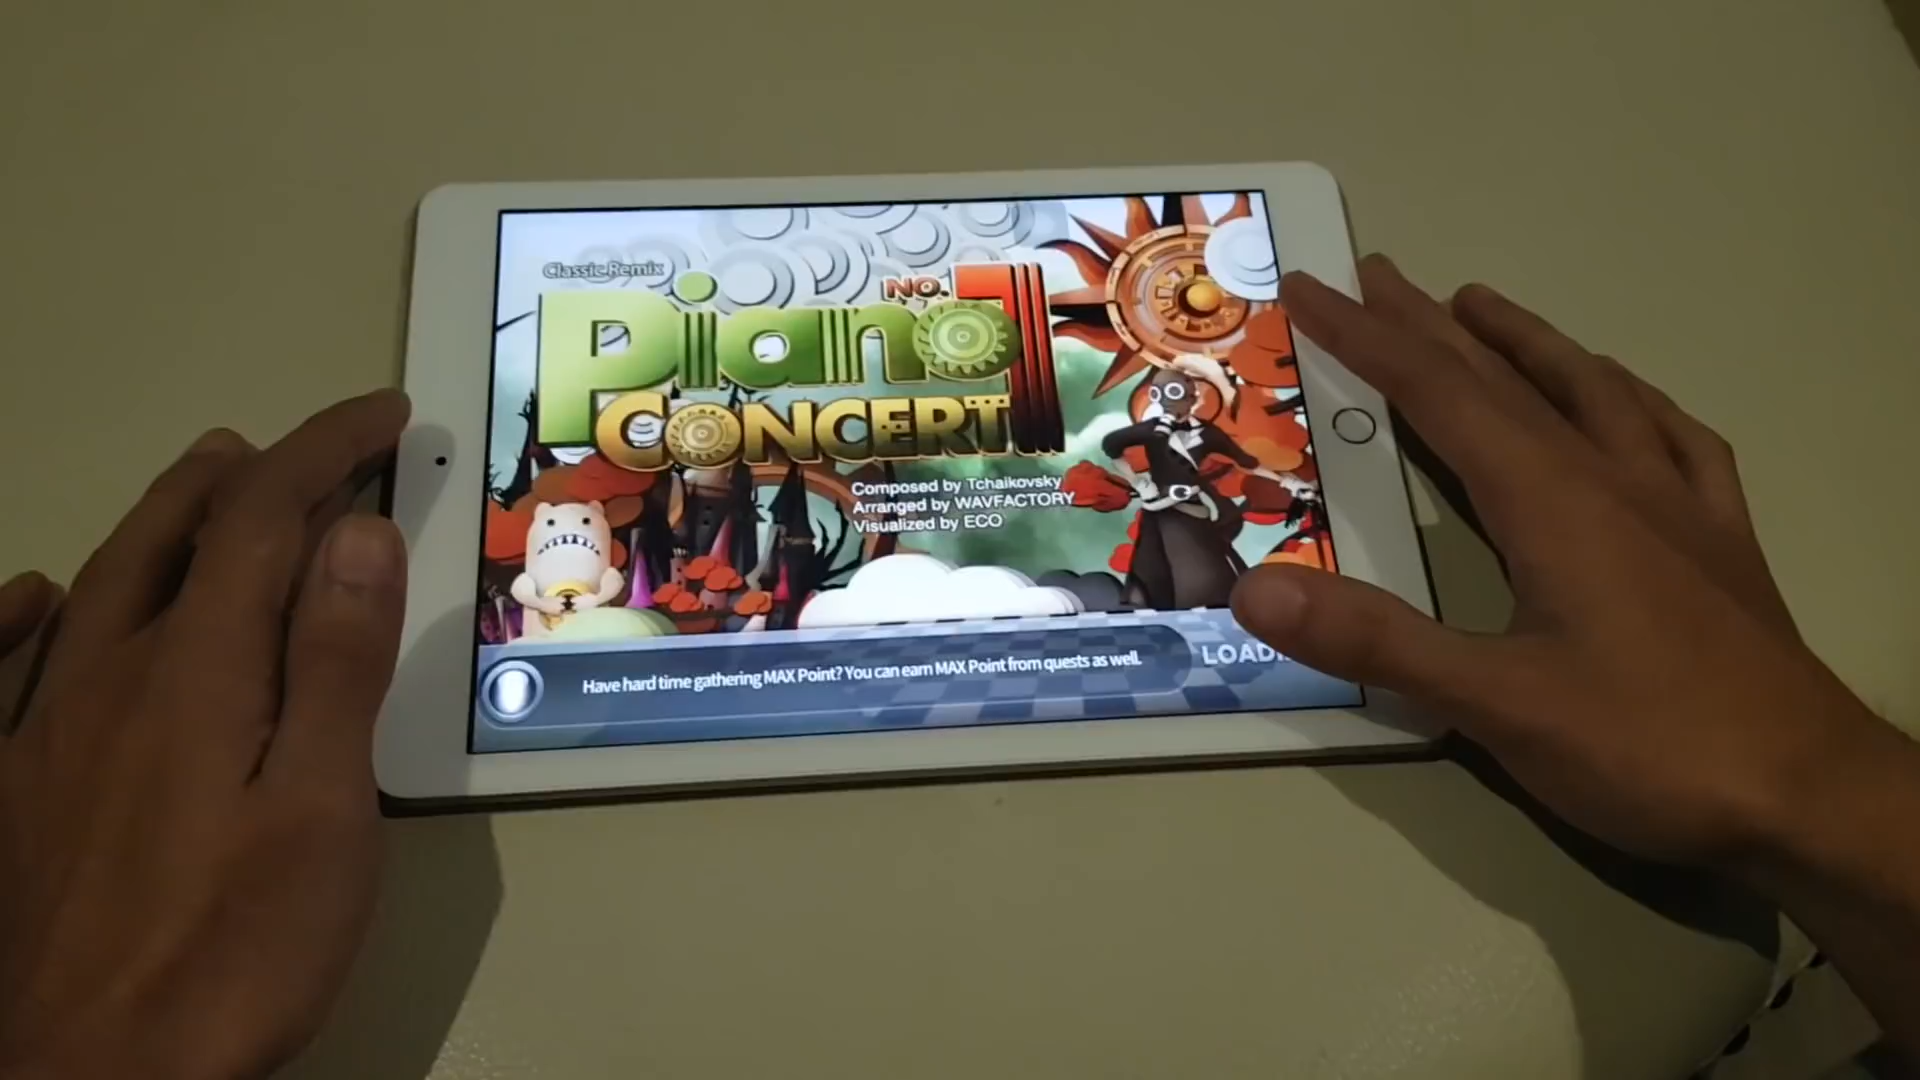 Classic Remix
Piano NO.1
CONCERT
Composed by Tchaikovsky
Arranged by WAVFACTORY
Visualized by ECO
Have hard time gathering MAX Point? You can earn MAX Point from quests as well.
LOADI